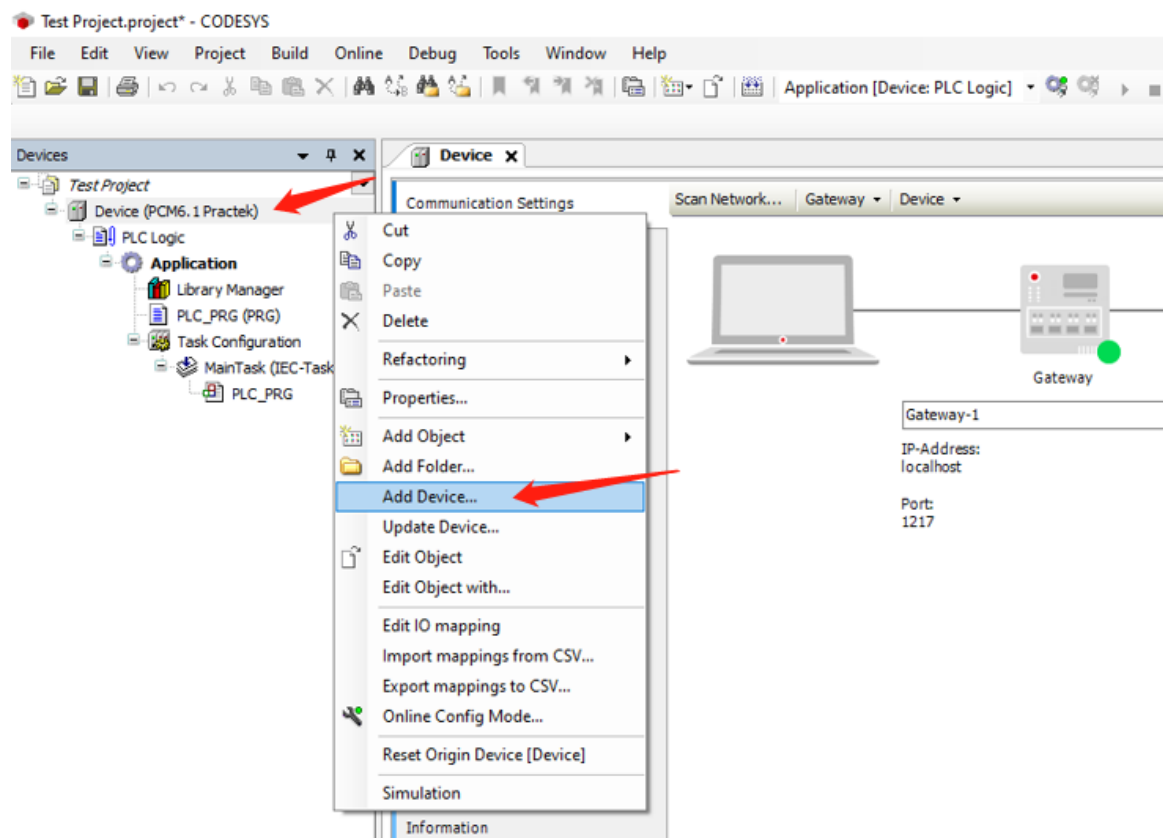 Test Project.project* - CODESYS
File Edit View Project Build Online Debug Tools Window Help
Application [Device: PLC Logic]
Devices
Test Project
Device (PCM6.1 Practek)
PLC Logic
Application
Library Manager
PLC_PRG (PRG)
Task Configuration
MainTask (IEC-Task
PLC_PRG
Device
Communication Settings
Scan Network... Gateway Device
Cut
Copy
Paste
Delete
Refactoring
Properties...
Add Object
Add Folder...
Add Device...
Update Device...
Edit Object
Edit Object with...
Edit IO mapping
Import mappings from CSV...
Export mappings to CSV...
Online Config Mode...
Reset Origin Device [Device]
Simulation
Information
Gateway
Gateway-1
IP-Address:
localhost
Port:
1217